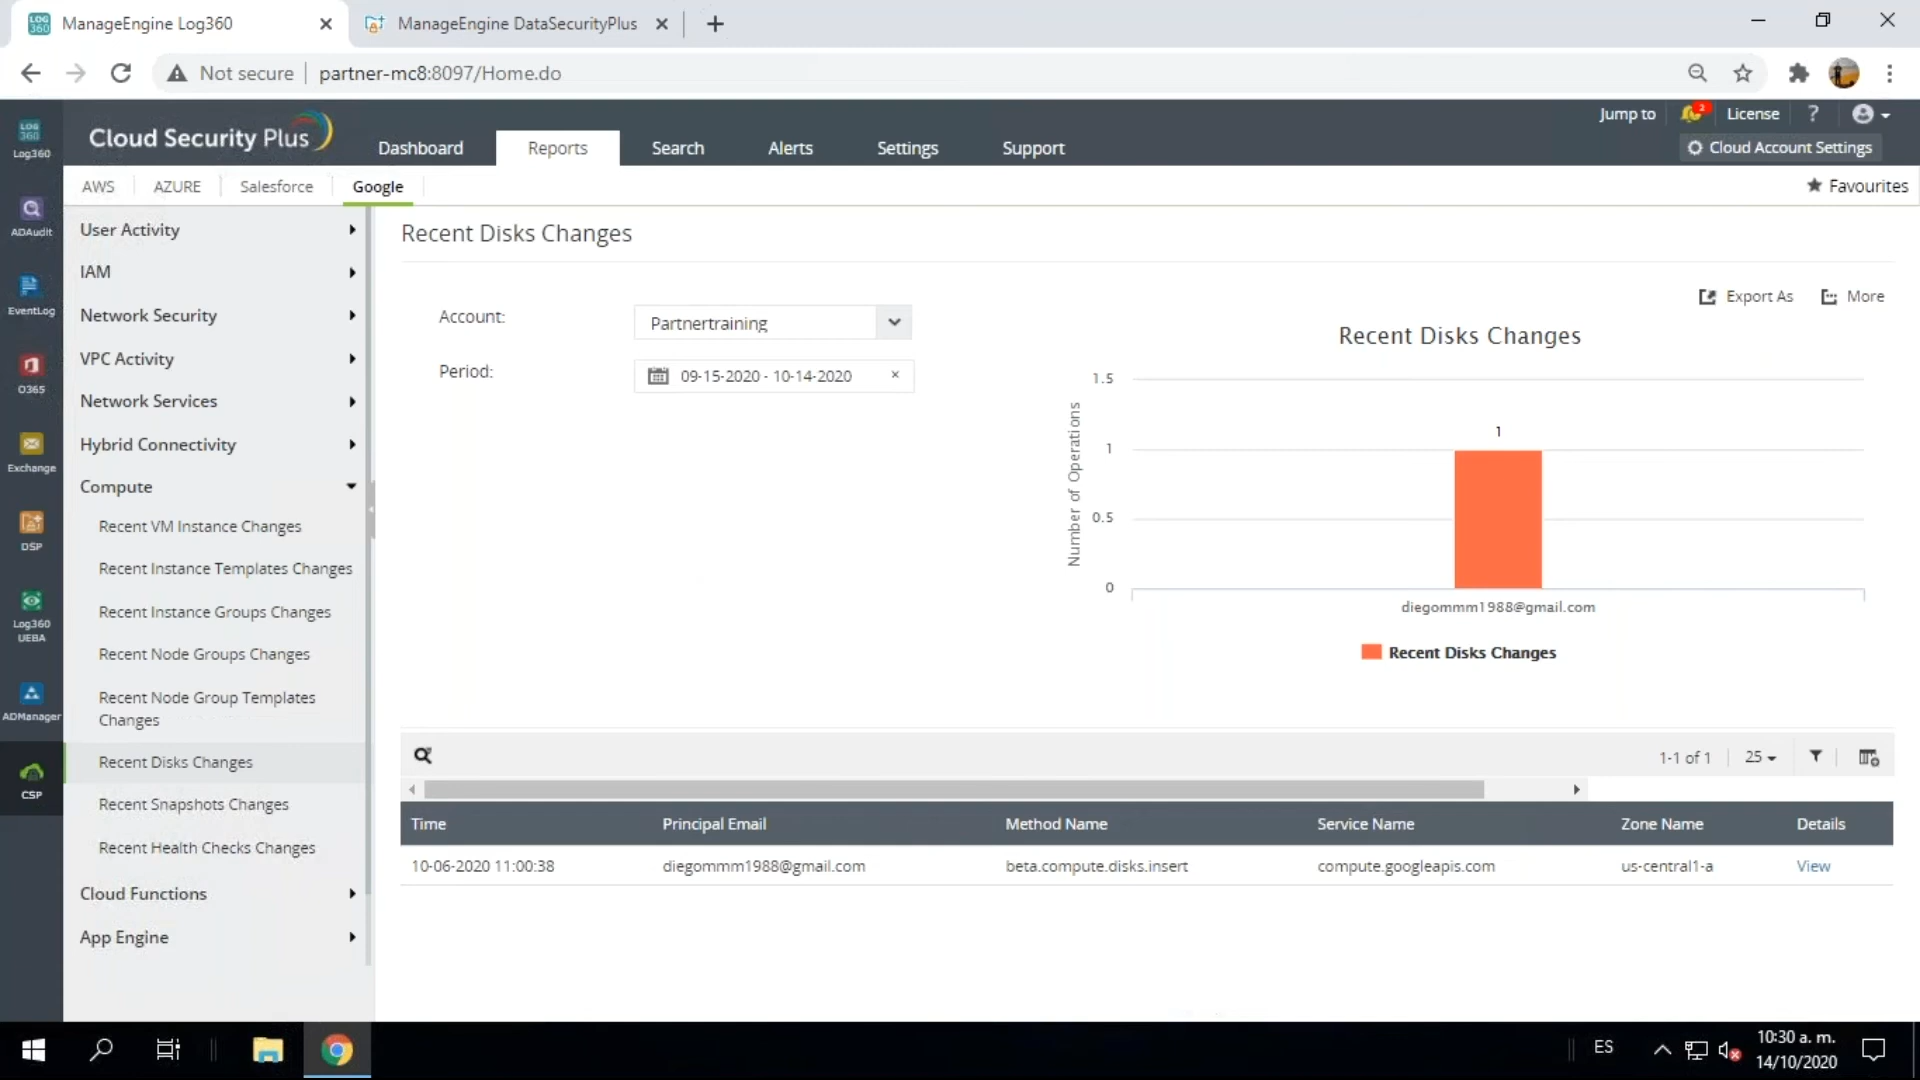 ManageEngine Log360
ManageEngine DataSecurityPlus
Not secure
partner-mc8:8097/Home.do
LOG 360
Log360
Cloud Security Plus
Dashboard
Reports
Search
Alerts
Settings
Support
Jump to
2
License
?
Cloud Account Settings
AWS
AZURE
Salesforce
Google
Favourites
ADAudit
EventLog
O365
Exchange
DSP
Log360
UEBA
ADManager
CSP
User Activity
IAM
Network Security
VPC Activity
Network Services
Hybrid Connectivity
Compute
Recent VM Instance Changes
Recent Instance Templates Changes
Recent Instance Groups Changes
Recent Node Groups Changes
Recent Node Group Templates
Changes
Recent Disks Changes
Recent Snapshots Changes
Recent Health Checks Changes
Cloud Functions
App Engine
Recent Disks Changes
Account:
Partnertraining
Period:
09-15-2020 - 10-14-2020
Export As
More
Recent Disks Changes
Number of Operations
1.5
1
0.5
0
1
diegommm1988@gmail.com
Recent Disks Changes
1-1 of 1
25
Time Principal Email Method Name Service Name Zone Name Details
10-06-2020 11:00:38 diegommm1988@gmail.com beta.compute.disks.insert compute.googleapis.com us-central1-a View
ES
10:30 a. m.
14/10/2020